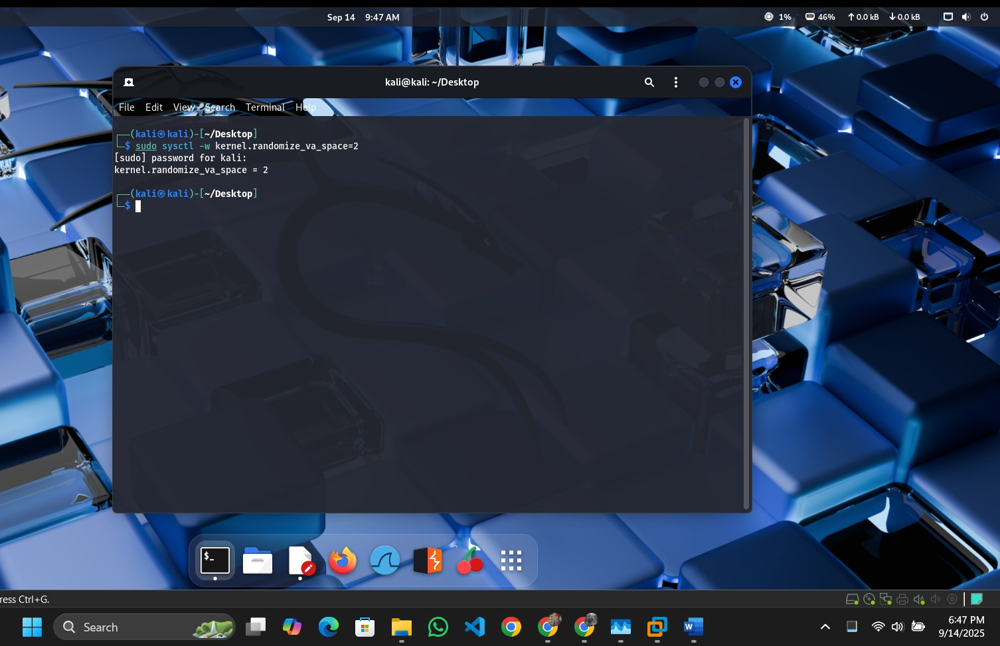 Sep 14 9:47 AM
1% 46% 0.0 kB 0.0 kB
kali@kali: ~/Desktop
File Edit View Search Terminal Help
┌──(kali㉿kali)-[~/Desktop]
└─$ sudo sysctl -w kernel.randomize_va_space=2
[sudo] password for kali:
kernel.randomize_va_space = 2
┌──(kali㉿kali)-[~/Desktop]
└─$
$_
ress Ctrl+G.
Search
W
6:47 PM
9/14/2025